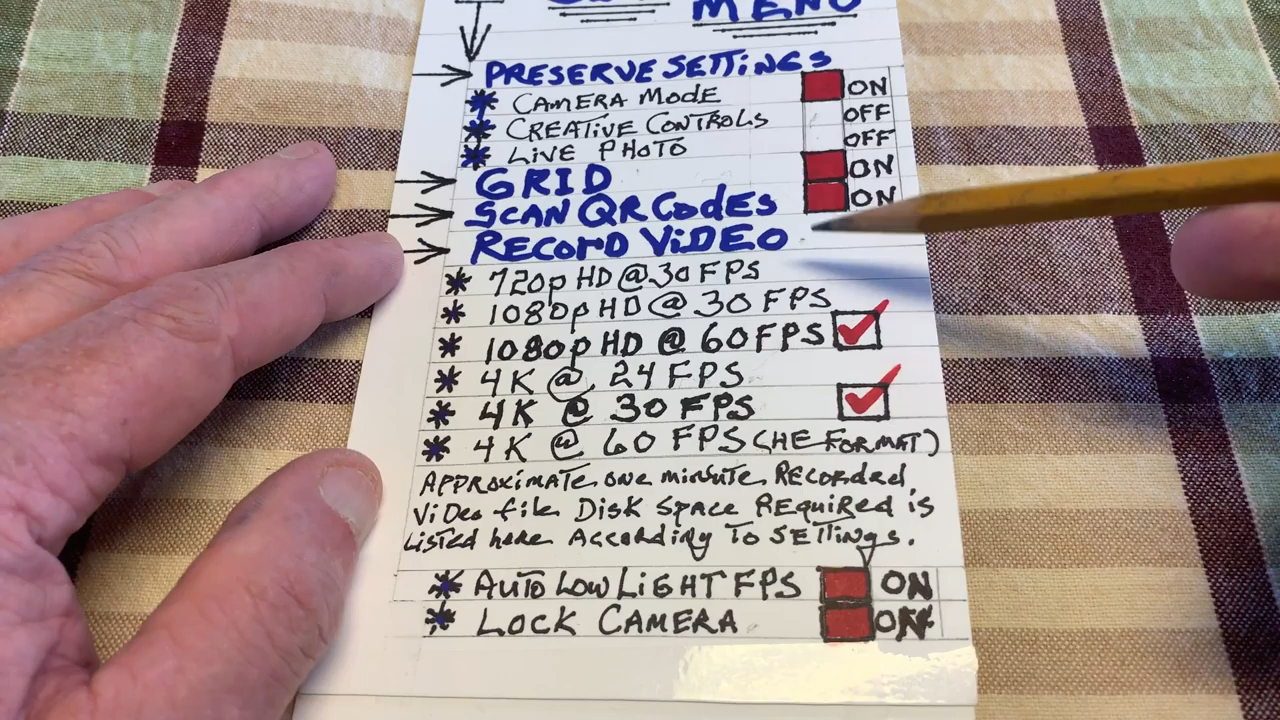 MENU
PRESERVE SETTINGS
* CAMERA MODE ON
* CREATIVE CONTROLS OFF
* LIVE PHOTO OFF
GRID ON
SCAN QR CODES ON
RECORD VIDEO
* 720p HD @ 30 FPS
* 1080p HD @ 30 FPS
* 1080p HD @ 60 FPS
* 4K @ 24 FPS
* 4K @ 30 FPS
* 4K @ 60 FPS (HE FORMAT)
APPROXIMATE one minute RECORDED
ViDeo file Disk Space REQuiRed is
Listed here According To SETTings.
* AUTO LOW LIGHT FPS ON
* LOCK CAMERA